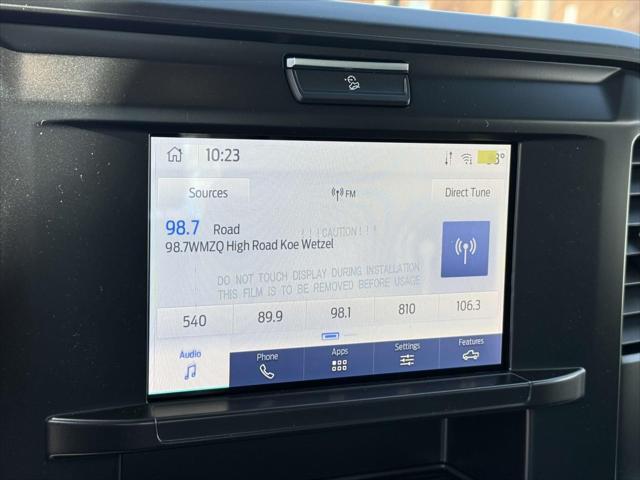 10:23
Sources
FM
Direct Tune
98.7 Road
98.7WMZQ High Road Koe Wetzel
!!!CAUTION!!!
DO NOT TOUCH DISPLAY DURING INSTALLATION
THIS FILM IS TO BE REMOVED BEFORE USAGE
540 89.9 98.1 810 106.3
Audio Phone Apps Settings Features